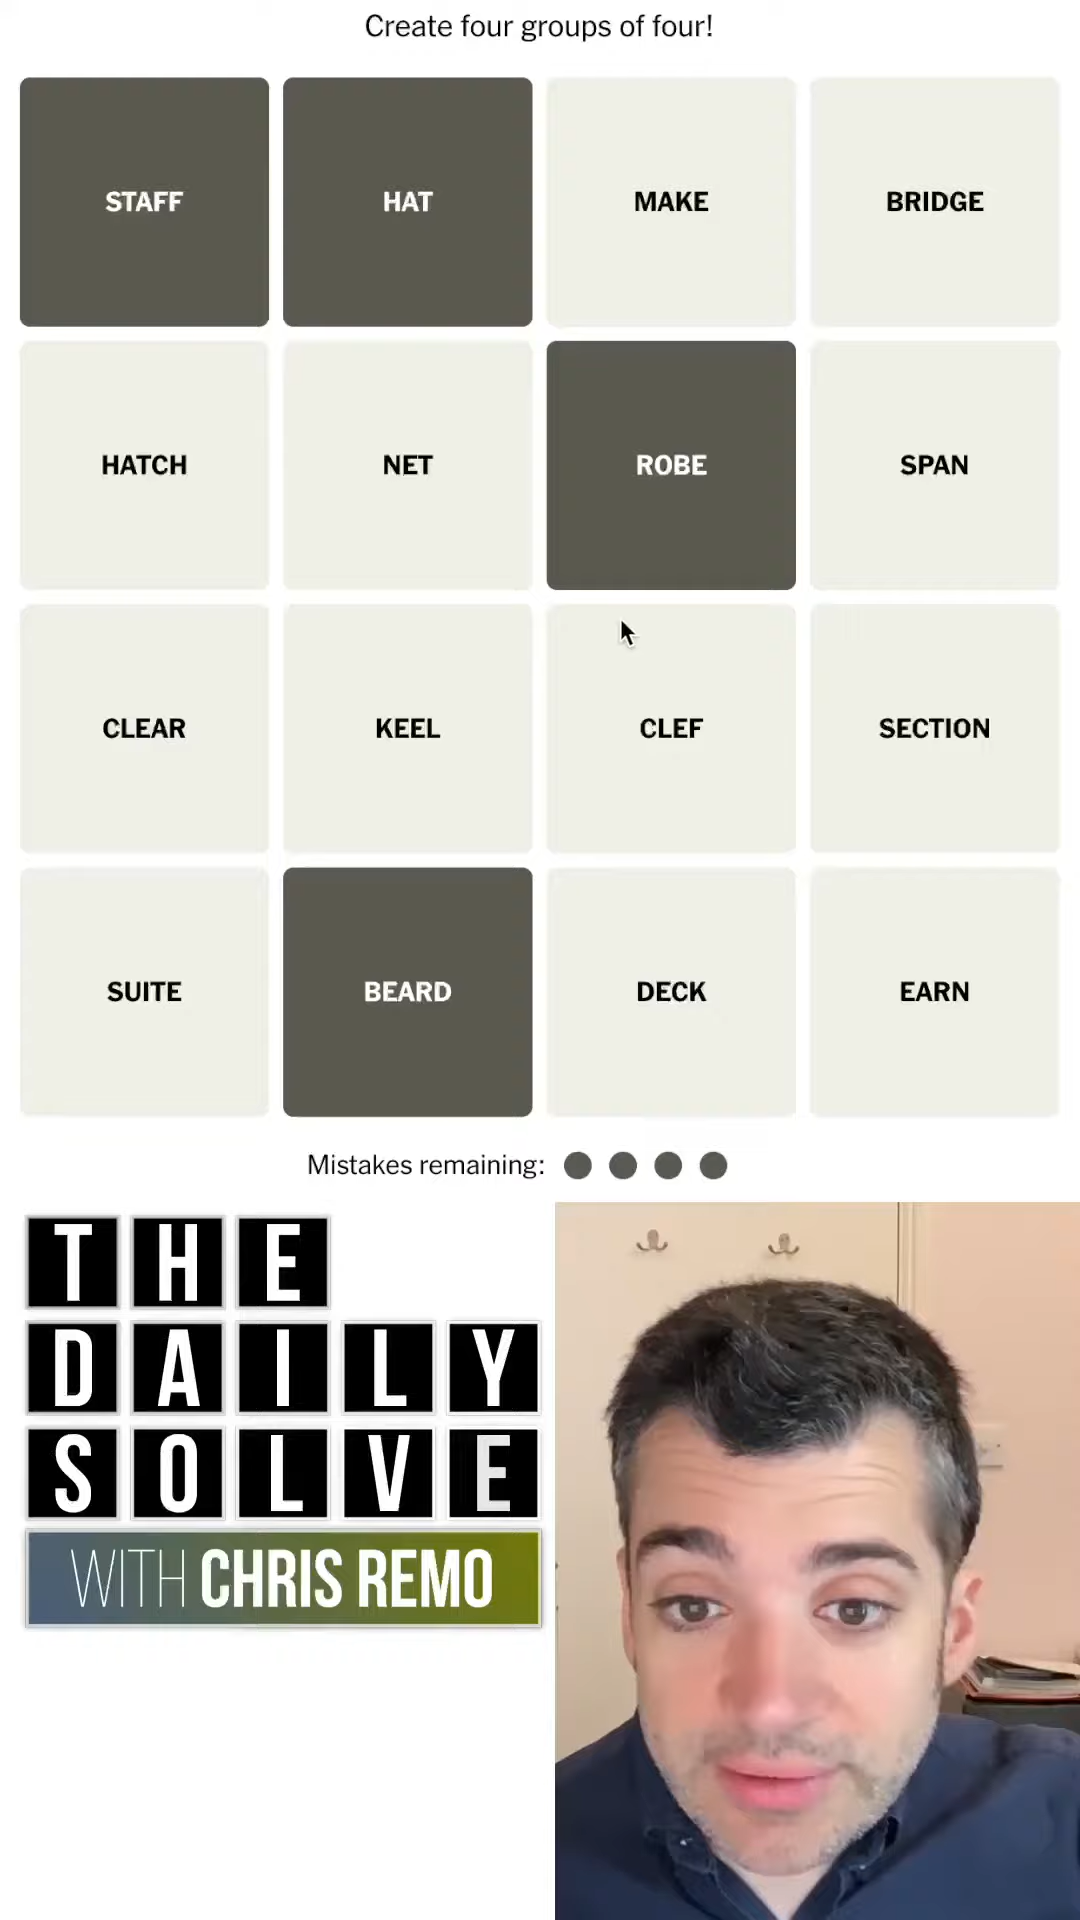 Create four groups of four!
STAFF HAT MAKE BRIDGE
HATCH NET ROBE SPAN
CLEAR KEEL CLEF SECTION
SUITE BEARD DECK EARN
Mistakes remaining:
THE
DAILY
SOLVE
WITH CHRIS REMO